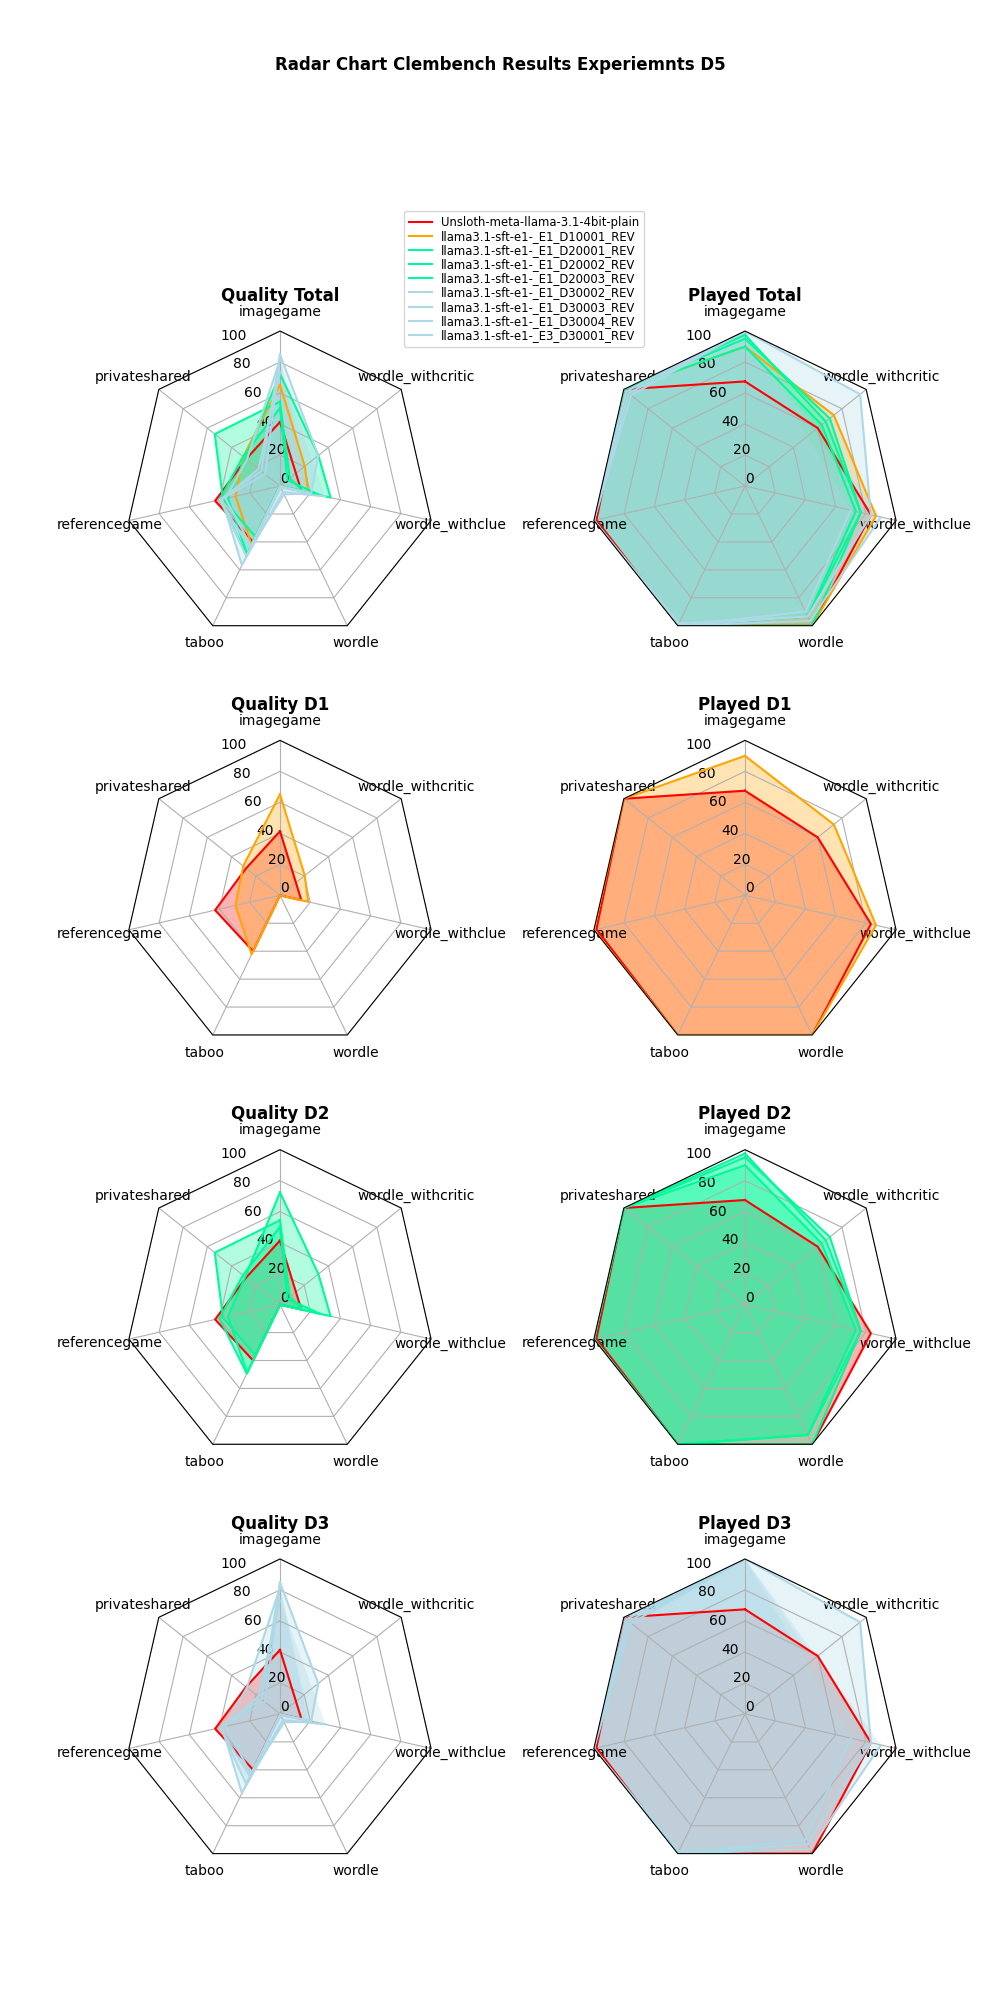 Radar Chart Clembench Results Experiemnts D5
Unsloth-meta-llama-3.1-4bit-plain
llama3.1-sft-e1-_E1_D10001_REV
llama3.1-sft-e1-_E1_D20001_REV
llama3.1-sft-e1-_E1_D20002_REV
llama3.1-sft-e1-_E1_D20003_REV
llama3.1-sft-e1-_E1_D30002_REV
llama3.1-sft-e1-_E1_D30003_REV
llama3.1-sft-e1-_E1_D30004_REV
llama3.1-sft-e1-_E3_D30001_REV
Quality Total
imagegame
100
80
privateshared
wordle_withcritic
60
40
20
0
referencegame
wordle_withclue
taboo
wordle
Played Total
imagegame
100
80
privateshared
wordle_withcritic
60
40
20
0
referencegame
wordle_withclue
taboo
wordle
Quality D1
imagegame
100
80
privateshared
wordle_withcritic
60
40
20
0
referencegame
wordle_withclue
taboo
wordle
Played D1
imagegame
100
80
privateshared
wordle_withcritic
60
40
20
0
referencegame
wordle_withclue
taboo
wordle
Quality D2
imagegame
100
80
privateshared
wordle_withcritic
60
40
20
0
referencegame
wordle_withclue
taboo
wordle
Played D2
imagegame
100
80
privateshared
wordle_withcritic
60
40
20
0
referencegame
wordle_withclue
taboo
wordle
Quality D3
imagegame
100
80
privateshared
wordle_withcritic
60
40
20
0
referencegame
wordle_withclue
taboo
wordle
Played D3
imagegame
100
80
privateshared
wordle_withcritic
60
40
20
0
referencegame
wordle_withclue
taboo
wordle